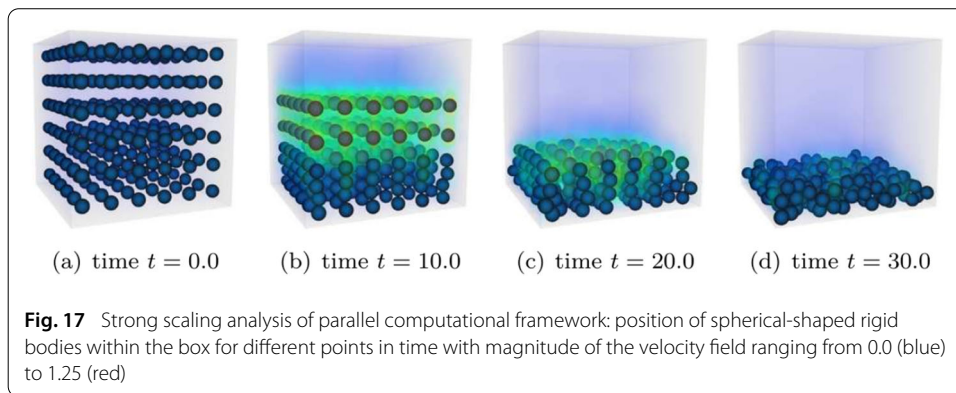 (a) time t = 0.0 (b) time t = 10.0 (c) time t = 20.0 (d) time t = 30.0
Fig. 17 Strong scaling analysis of parallel computational framework: position of spherical-shaped rigid
bodies within the box for different points in time with magnitude of the velocity field ranging from 0.0 (blue)
to 1.25 (red)